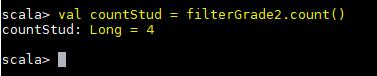 scala> val countStud = filterGrade2.count()
countStud: Long = 4
scala>